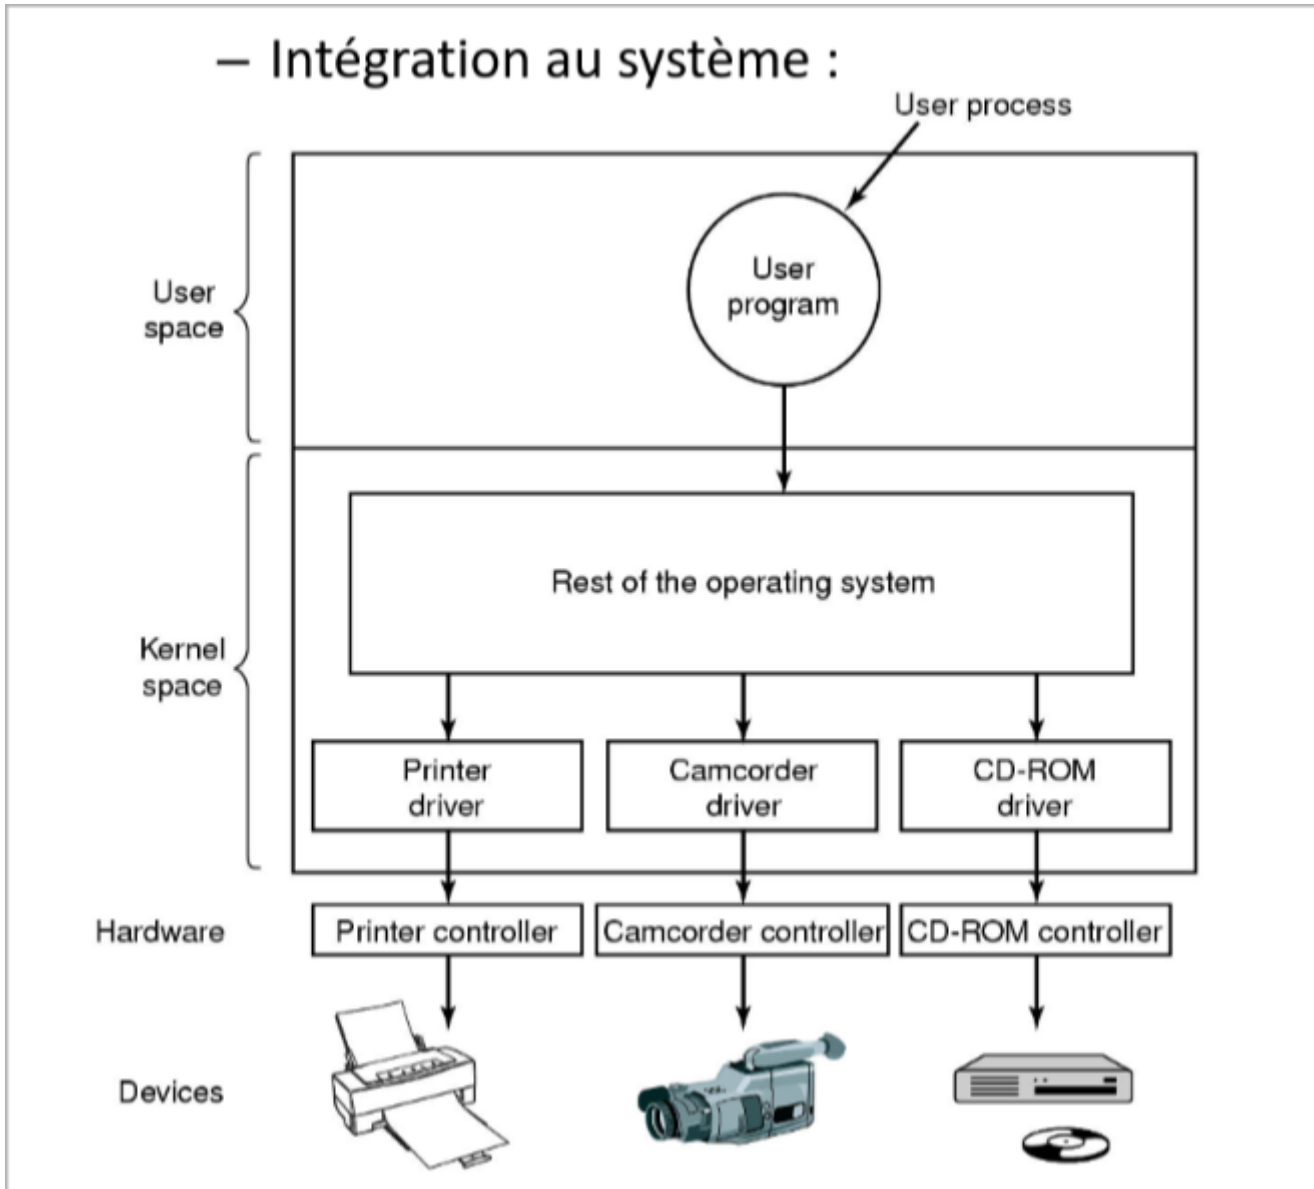 – Intégration au système :
User process
User
program
User
space
Rest of the operating system
Kernel
space
Printer
driver
Camcorder
driver
CD-ROM
driver
Hardware
Printer controller
Camcorder controller
CD-ROM controller
Devices